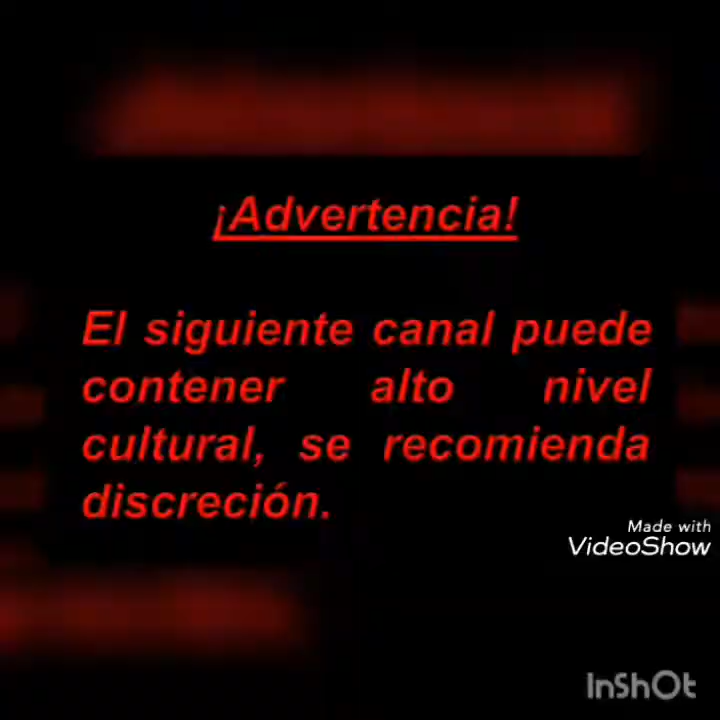 ¡Advertencia!
El siguiente canal puede
contener alto nivel
cultural, se recomienda
discreción.
Made with
VideoShow
InShOt